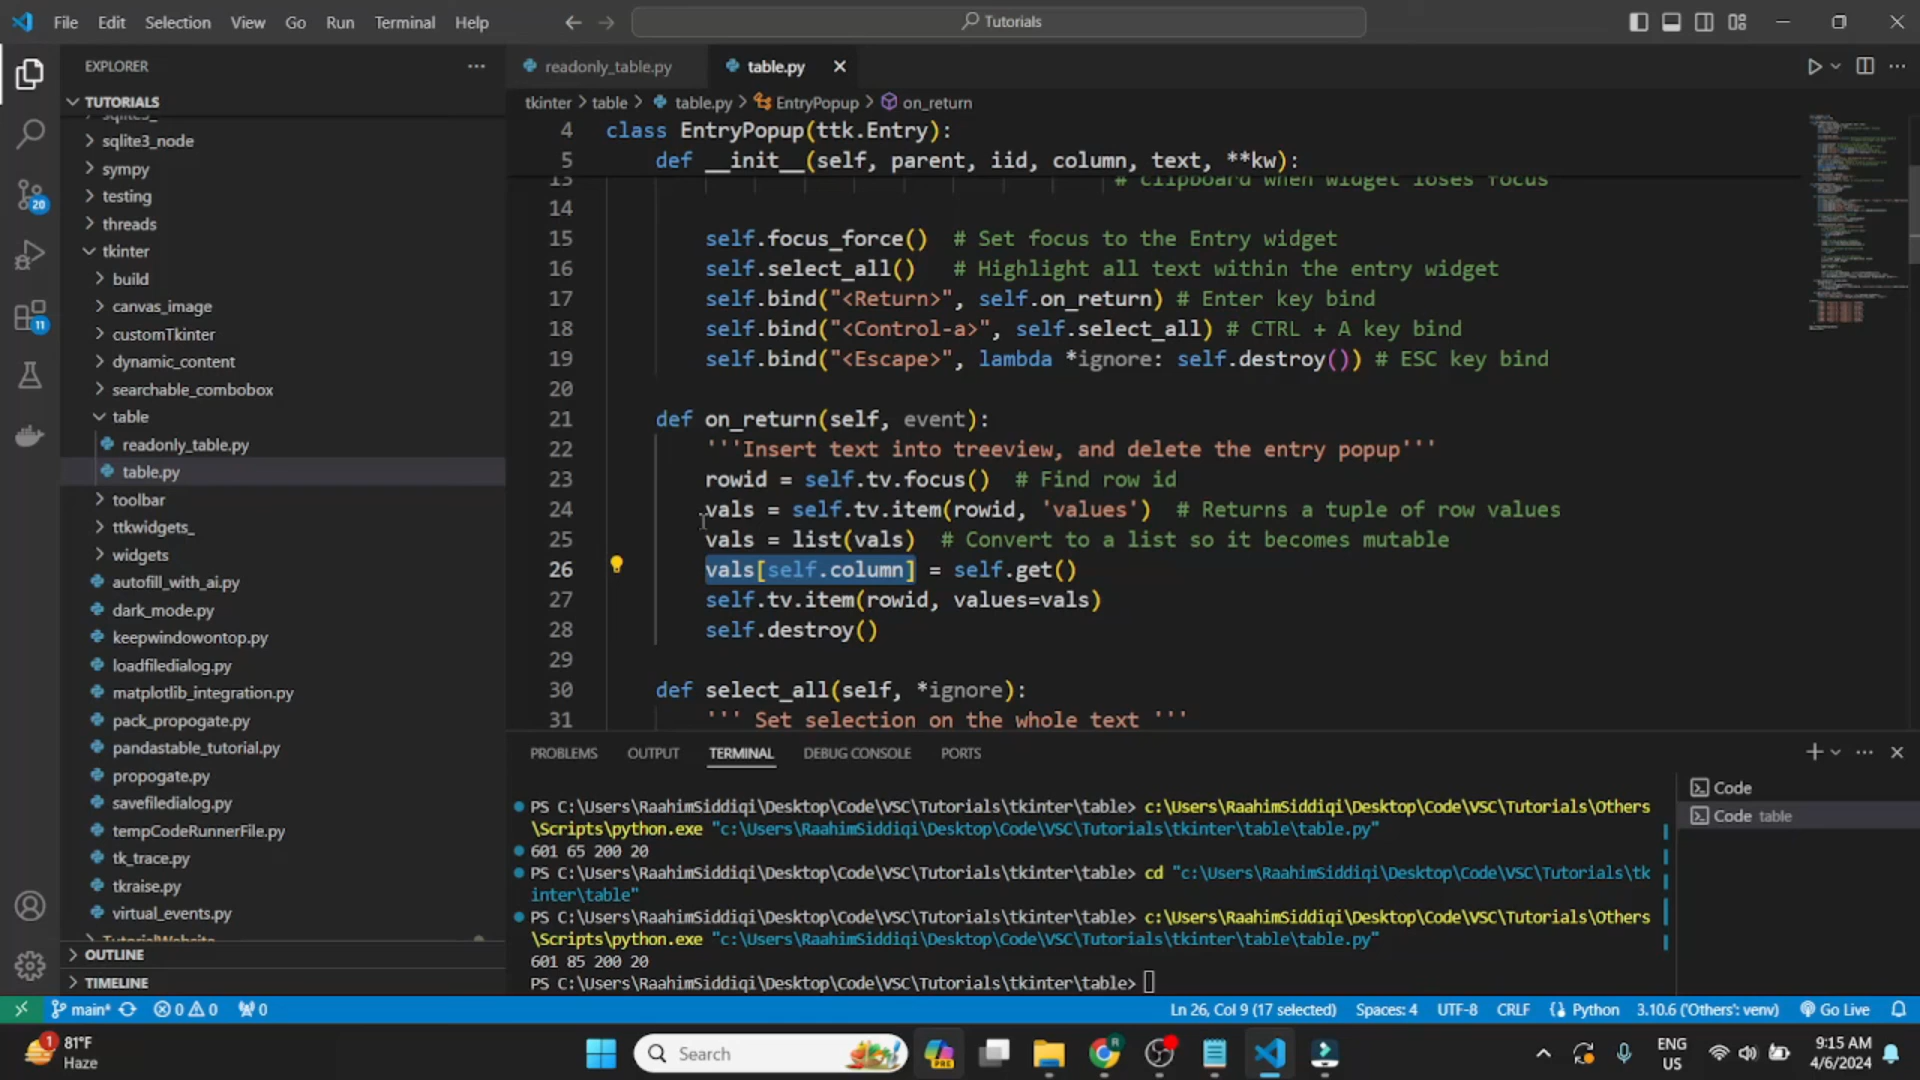 File Edit Selection View Go Run Terminal Help
Tutorials
EXPLORER
TUTORIALS
sqlite3_
sqlite3_node
sympy
testing
threads
tkinter
build
canvas_image
customTkinter
dynamic_content
searchable_combobox
table
readonly_table.py
table.py
toolbar
ttkwidgets_
widgets
autofill_with_ai.py
dark_mode.py
keepwindowontop.py
loadfiledialog.py
matplotlib_integration.py
pack_propogate.py
pandastable_tutorial.py
propogate.py
savefiledialog.py
tempCodeRunnerFile.py
tk_trace.py
tkraise.py
virtual_events.py
TutorialWebsite
OUTLINE
TIMELINE
20
11
readonly_table.py table.py
tkinter > table > table.py > EntryPopup > on_return
4 class EntryPopup(ttk.Entry):
5 def __init__(self, parent, iid, column, text, **kw):
13 # clipboard when widget loses focus
14
15 self.focus_force() # Set focus to the Entry widget
16 self.select_all() # Highlight all text within the entry widget
17 self.bind("<Return>", self.on_return) # Enter key bind
18 self.bind("<Control-a>", self.select_all) # CTRL + A key bind
19 self.bind("<Escape>", lambda *ignore: self.destroy()) # ESC key bind
20
21 def on_return(self, event):
22 '''Insert text into treeview, and delete the entry popup'''
23 rowid = self.tv.focus() # Find row id
24 vals = self.tv.item(rowid, 'values') # Returns a tuple of row values
25 vals = list(vals) # Convert to a list so it becomes mutable
26 vals[self.column] = self.get()
27 self.tv.item(rowid, values=vals)
28 self.destroy()
29
30 def select_all(self, *ignore):
31 ''' Set selection on the whole text '''
PROBLEMS OUTPUT TERMINAL DEBUG CONSOLE PORTS
PS C:\Users\RaahimSiddiqi\Desktop\Code\VSC\Tutorials\tkinter\table> c:\Users\RaahimSiddiqi\Desktop\Code\VSC\Tutorials\Others
\Scripts\python.exe "c:\Users\RaahimSiddiqi\Desktop\Code\VSC\Tutorials\tkinter\table\table.py"
601 65 200 20
PS C:\Users\RaahimSiddiqi\Desktop\Code\VSC\Tutorials\tkinter\table> cd "c:\Users\RaahimSiddiqi\Desktop\Code\VSC\Tutorials\tk
inter\table"
PS C:\Users\RaahimSiddiqi\Desktop\Code\VSC\Tutorials\tkinter\table> c:\Users\RaahimSiddiqi\Desktop\Code\VSC\Tutorials\Others
\Scripts\python.exe "c:\Users\RaahimSiddiqi\Desktop\Code\VSC\Tutorials\tkinter\table\table.py"
601 85 200 20
PS C:\Users\RaahimSiddiqi\Desktop\Code\VSC\Tutorials\tkinter\table>
Code
Code table
main* 0 0 0 Ln 26, Col 9 (17 selected) Spaces: 4 UTF-8 CRLF Python 3.10.6 ('Others': venv) Go Live
1
81°F
Haze
Search
PRE
ENG
US
9:15 AM
4/6/2024